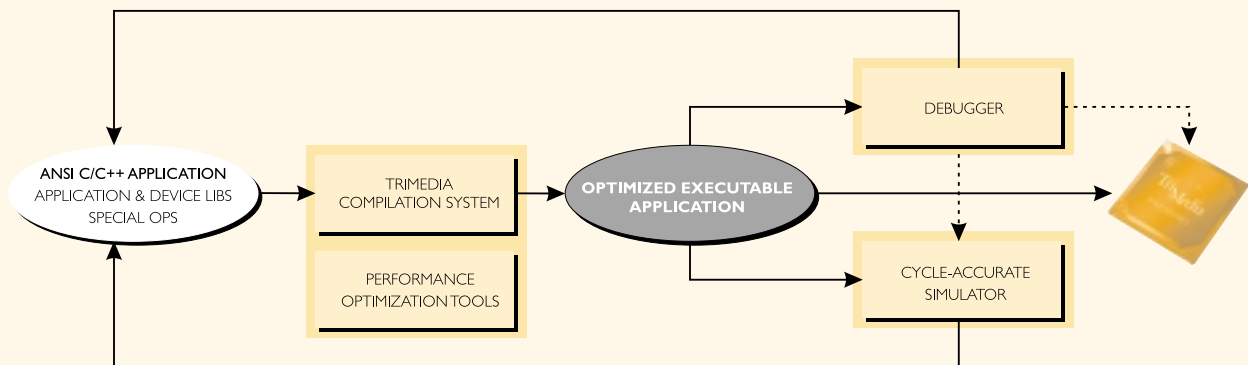 ANSI C/C++ APPLICATION
APPLICATION & DEVICE LIBS
SPECIAL OPS
TRIMEDIA
COMPILATION SYSTEM
PERFORMANCE
OPTIMIZATION TOOLS
OPTIMIZED EXECUTABLE
APPLICATION
DEBUGGER
CYCLE-ACCURATE
SIMULATOR
TriMedia